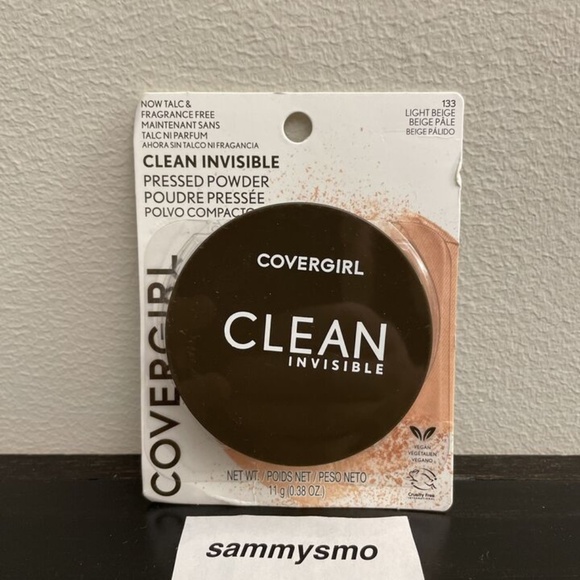 NOW TALC &
FRAGRANCE FREE
MAINTENANT SANS
TALC NI PARFUM
AHORA SIN TALCO NI FRAGANCIA
CLEAN INVISIBLE
PRESSED POWDER
POUDRE PRESSÉE
POLVO COMPACTO
133
LIGHT BEIGE
BEIGE PÂLE
BEIGE PÁLIDO
COVERGIRL
COVERGIRL
CLEAN
INVISIBLE
VEGAN
VÉGÉTALIEN
VEGANO
Cruelty Free
NET WT. / POIDS NET / PESO NETO
11 g (0.38 OZ.)
sammysmo